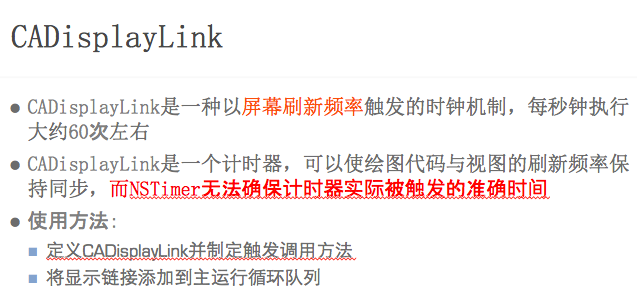 CADisplayLink
CADisplayLink是一种以屏幕刷新频率触发的时钟机制，每秒钟执行
大约60次左右
CADisplayLink是一个计时器，可以使绘图代码与视图的刷新频率保
持同步，而NSTimer无法确保计时器实际被触发的准确时间
使用方法:
定义CADisplayLink并制定触发调用方法
将显示链接添加到主运行循环队列